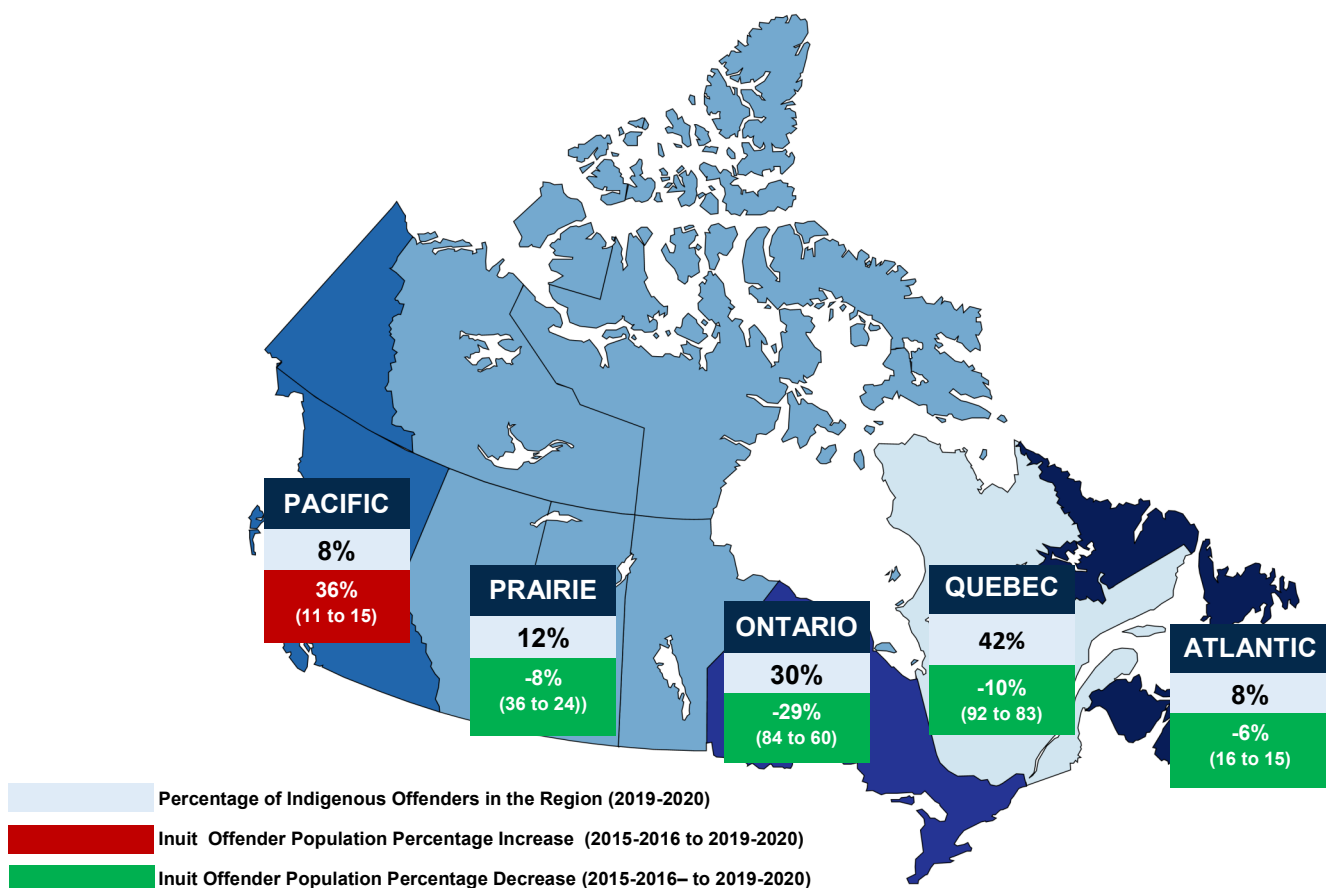 PACIFIC
8%
36%
(11 to 15)
PRAIRIE
12%
-8%
(36 to 24))
ONTARIO
30%
-29%
(84 to 60)
QUEBEC
42%
-10%
(92 to 83)
ATLANTIC
8%
-6%
(16 to 15)
Percentage of Indigenous Offenders in the Region (2019-2020)
Inuit  Offender Population Percentage Increase  (2015-2016 to 2019-2020)
Inuit Offender Population Percentage Decrease (2015-2016– to 2019-2020)